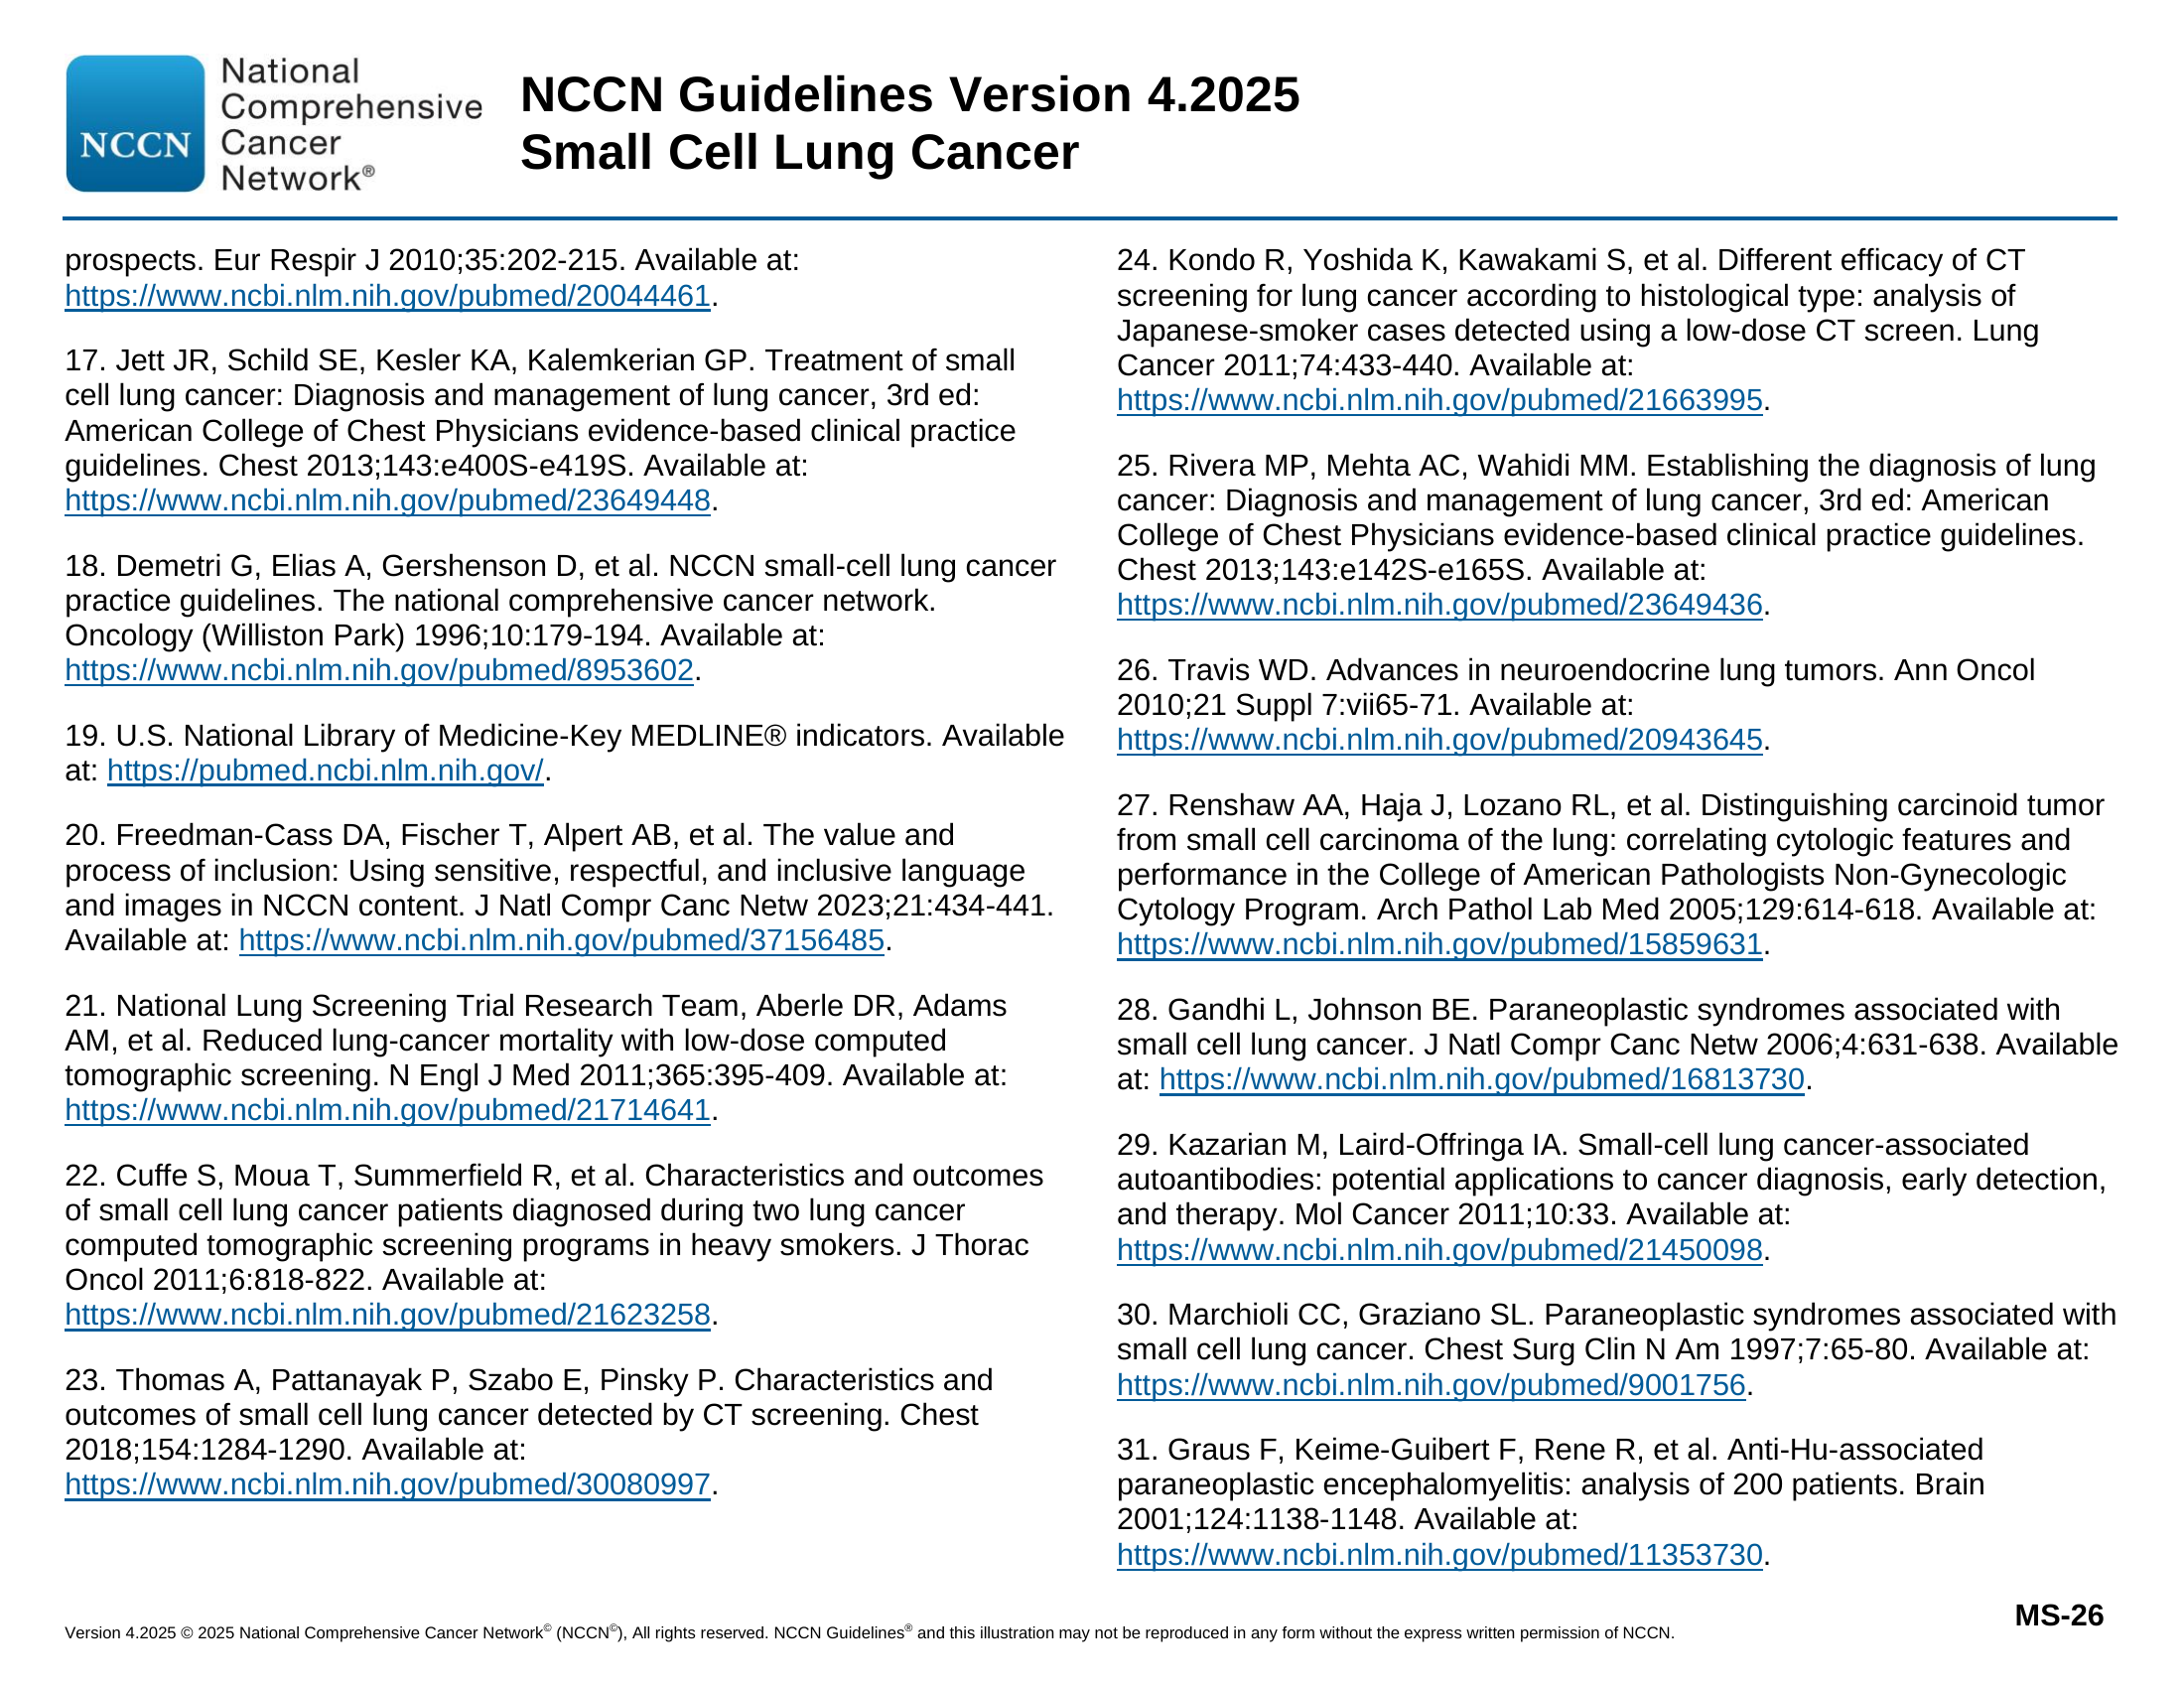 NCCN
National
Comprehensive
Cancer
Network®
NCCN Guidelines Version 4.2025
Small Cell Lung Cancer
prospects. Eur Respir J 2010;35:202-215. Available at:
https://www.ncbi.nlm.nih.gov/pubmed/20044461.
17. Jett JR, Schild SE, Kesler KA, Kalemkerian GP. Treatment of small
cell lung cancer: Diagnosis and management of lung cancer, 3rd ed:
American College of Chest Physicians evidence-based clinical practice
guidelines. Chest 2013;143:e400S-e419S. Available at:
https://www.ncbi.nlm.nih.gov/pubmed/23649448.
18. Demetri G, Elias A, Gershenson D, et al. NCCN small-cell lung cancer
practice guidelines. The national comprehensive cancer network.
Oncology (Williston Park) 1996;10:179-194. Available at:
https://www.ncbi.nlm.nih.gov/pubmed/8953602.
19. U.S. National Library of Medicine-Key MEDLINE® indicators. Available
at: https://pubmed.ncbi.nlm.nih.gov/.
20. Freedman-Cass DA, Fischer T, Alpert AB, et al. The value and
process of inclusion: Using sensitive, respectful, and inclusive language
and images in NCCN content. J Natl Compr Canc Netw 2023;21:434-441.
Available at: https://www.ncbi.nlm.nih.gov/pubmed/37156485.
21. National Lung Screening Trial Research Team, Aberle DR, Adams
AM, et al. Reduced lung-cancer mortality with low-dose computed
tomographic screening. N Engl J Med 2011;365:395-409. Available at:
https://www.ncbi.nlm.nih.gov/pubmed/21714641.
22. Cuffe S, Moua T, Summerfield R, et al. Characteristics and outcomes
of small cell lung cancer patients diagnosed during two lung cancer
computed tomographic screening programs in heavy smokers. J Thorac
Oncol 2011;6:818-822. Available at:
https://www.ncbi.nlm.nih.gov/pubmed/21623258.
23. Thomas A, Pattanayak P, Szabo E, Pinsky P. Characteristics and
outcomes of small cell lung cancer detected by CT screening. Chest
2018;154:1284-1290. Available at:
https://www.ncbi.nlm.nih.gov/pubmed/30080997.
24. Kondo R, Yoshida K, Kawakami S, et al. Different efficacy of CT
screening for lung cancer according to histological type: analysis of
Japanese-smoker cases detected using a low-dose CT screen. Lung
Cancer 2011;74:433-440. Available at:
https://www.ncbi.nlm.nih.gov/pubmed/21663995.
25. Rivera MP, Mehta AC, Wahidi MM. Establishing the diagnosis of lung
cancer: Diagnosis and management of lung cancer, 3rd ed: American
College of Chest Physicians evidence-based clinical practice guidelines.
Chest 2013;143:e142S-e165S. Available at:
https://www.ncbi.nlm.nih.gov/pubmed/23649436.
26. Travis WD. Advances in neuroendocrine lung tumors. Ann Oncol
2010;21 Suppl 7:vii65-71. Available at:
https://www.ncbi.nlm.nih.gov/pubmed/20943645.
27. Renshaw AA, Haja J, Lozano RL, et al. Distinguishing carcinoid tumor
from small cell carcinoma of the lung: correlating cytologic features and
performance in the College of American Pathologists Non-Gynecologic
Cytology Program. Arch Pathol Lab Med 2005;129:614-618. Available at:
https://www.ncbi.nlm.nih.gov/pubmed/15859631.
28. Gandhi L, Johnson BE. Paraneoplastic syndromes associated with
small cell lung cancer. J Natl Compr Canc Netw 2006;4:631-638. Available
at: https://www.ncbi.nlm.nih.gov/pubmed/16813730.
29. Kazarian M, Laird-Offringa IA. Small-cell lung cancer-associated
autoantibodies: potential applications to cancer diagnosis, early detection,
and therapy. Mol Cancer 2011;10:33. Available at:
https://www.ncbi.nlm.nih.gov/pubmed/21450098.
30. Marchioli CC, Graziano SL. Paraneoplastic syndromes associated with
small cell lung cancer. Chest Surg Clin N Am 1997;7:65-80. Available at:
https://www.ncbi.nlm.nih.gov/pubmed/9001756.
31. Graus F, Keime-Guibert F, Rene R, et al. Anti-Hu-associated
paraneoplastic encephalomyelitis: analysis of 200 patients. Brain
2001;124:1138-1148. Available at:
https://www.ncbi.nlm.nih.gov/pubmed/11353730.
MS-26
Version 4.2025 © 2025 National Comprehensive Cancer Network© (NCCN©), All rights reserved. NCCN Guidelines® and this illustration may not be reproduced in any form without the express written permission of NCCN.